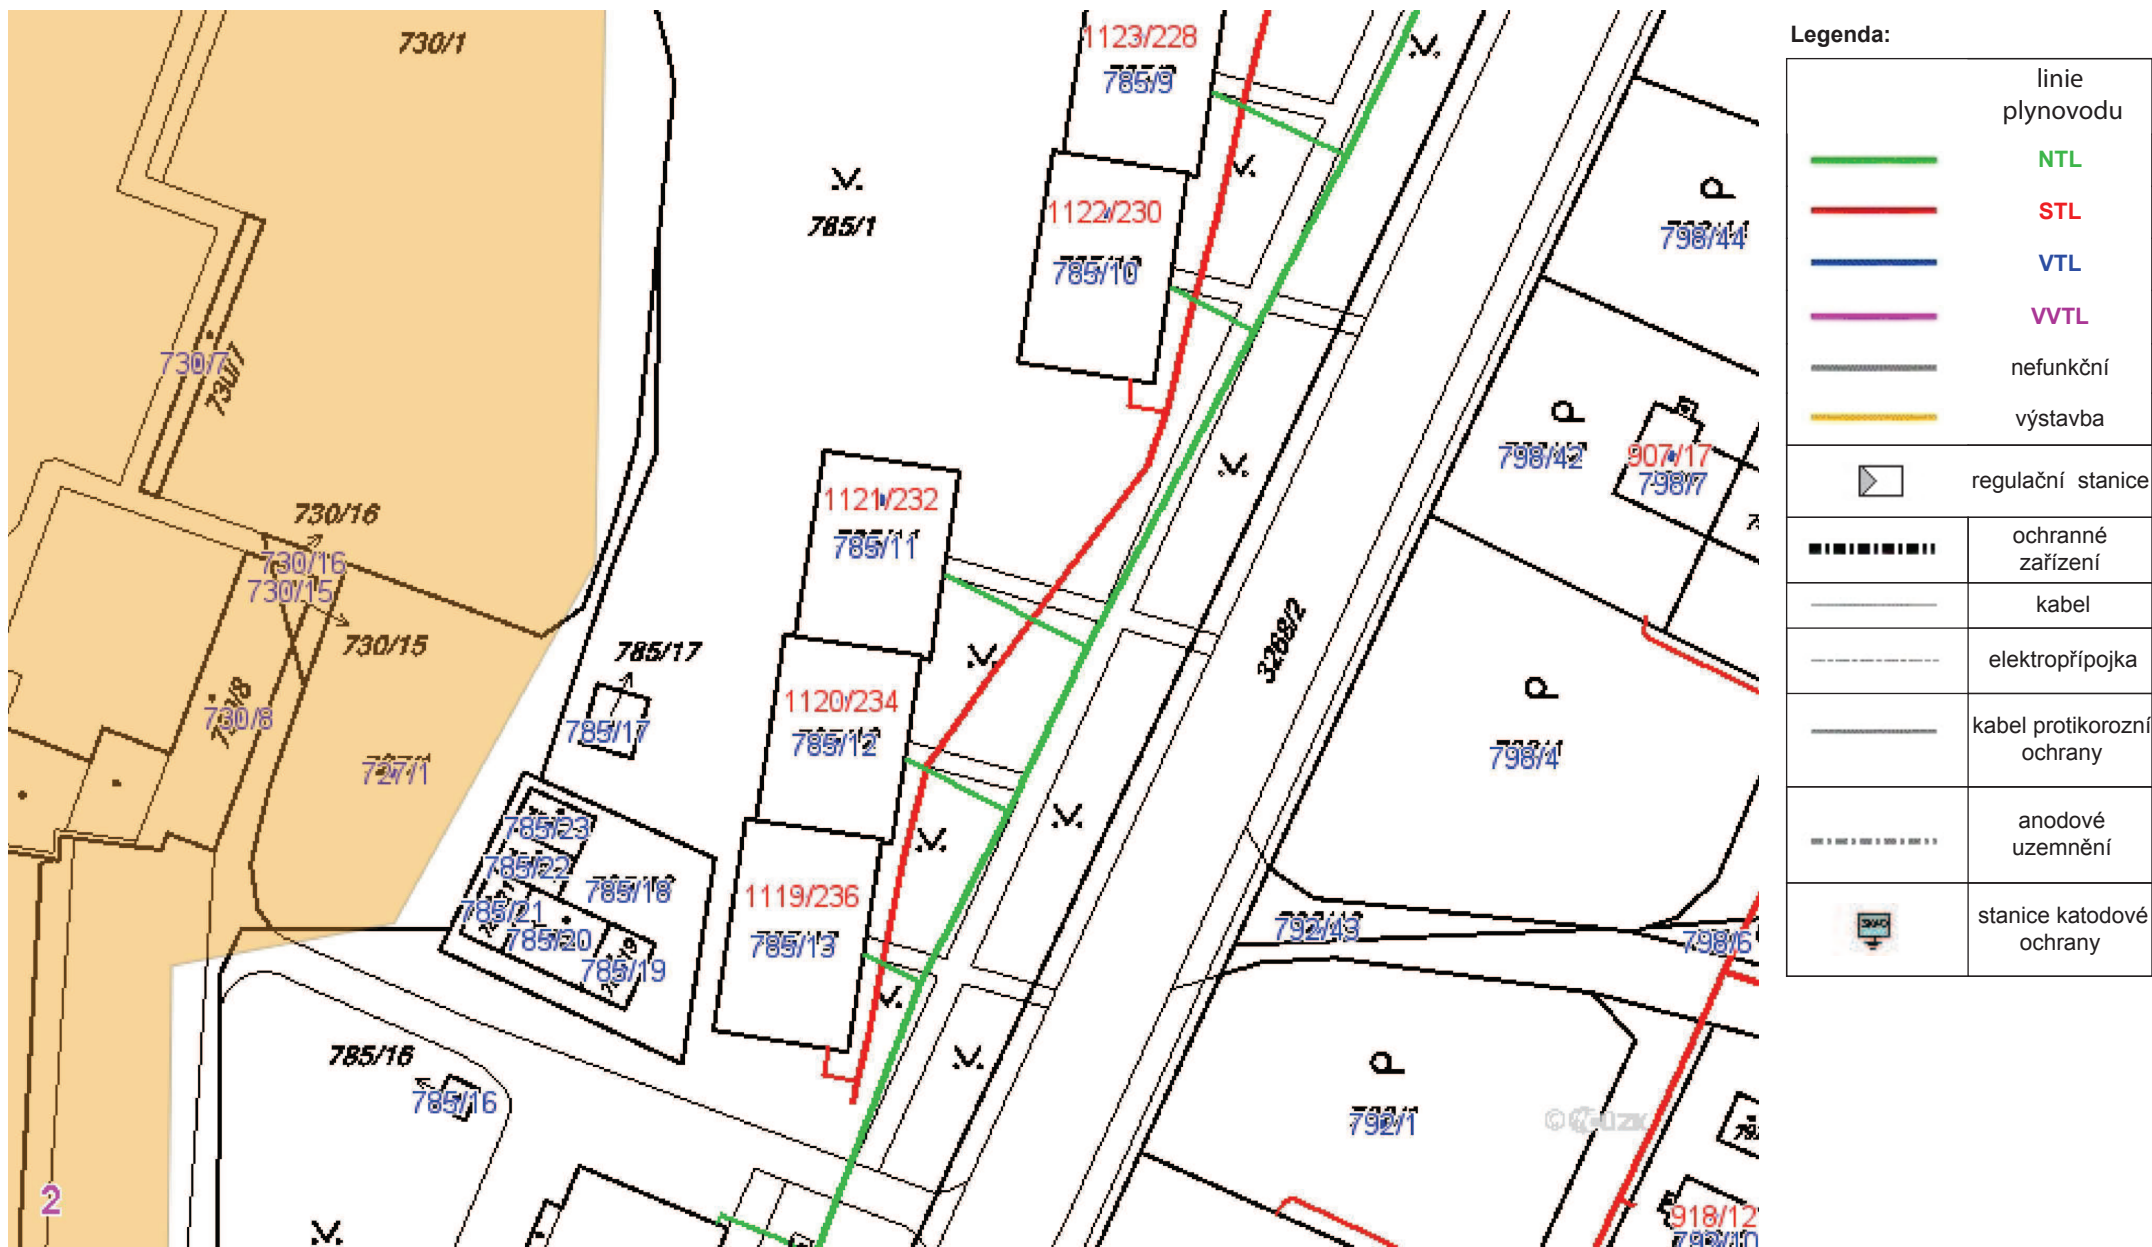 730/1
1123/228
785/9
785/1
1122/230
785/10
798/44
730/7
730/7
798/42
907/17
798/7
1121/232
785/11
730/16
730/16
730/15
730/15
730/8
730/8
785/17
785/17
1120/234
785/12
3268/2
798/4
727/1
785/23
785/22
785/18
785/21
785/20
785/19
1119/236
785/13
792/43
798/6
785/16
785/16
792/1
2
918/12
Legenda:
linie
plynovodu
NTL
STL
VTL
VVTL
nefunkční
výstavba
regulační stanice
ochranné
zařízení
kabel
elektropřípojka
kabel protikorozní
ochrany
anodové
uzemnění
stanice katodové
ochrany